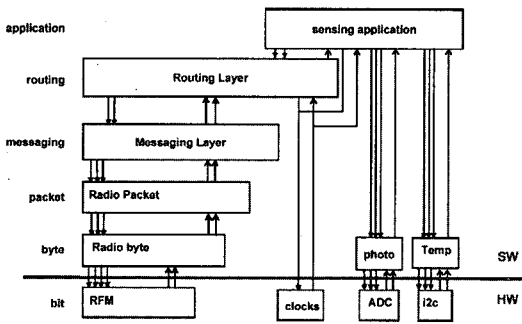 application
sensing application
routing
Routing Layer
messaging
Messaging Layer
packet
Radio Packet
byte
Radio byte
photo
Temp
SW
bit
RFM
clocks
ADC
i2c
HW